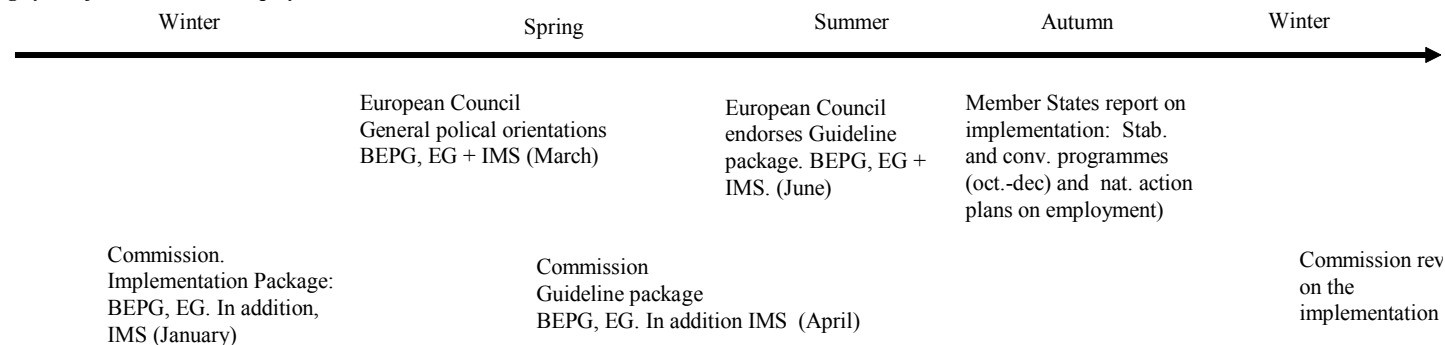 Winter
Spring
Summer
Autumn
Winter
European Council
General polical orientations
BEPG, EG + IMS (March)
European Council
endorses Guideline
package. BEPG, EG +
IMS. (June)
Member States report on
implementation: Stab.
and conv. programmes
(oct.-dec) and nat. action
plans on employment)
Commission.
Implementation Package:
BEPG, EG. In addition,
IMS (January)
Commission
Guideline package
BEPG, EG. In addition IMS (April)
Commission rev
on the
implementation